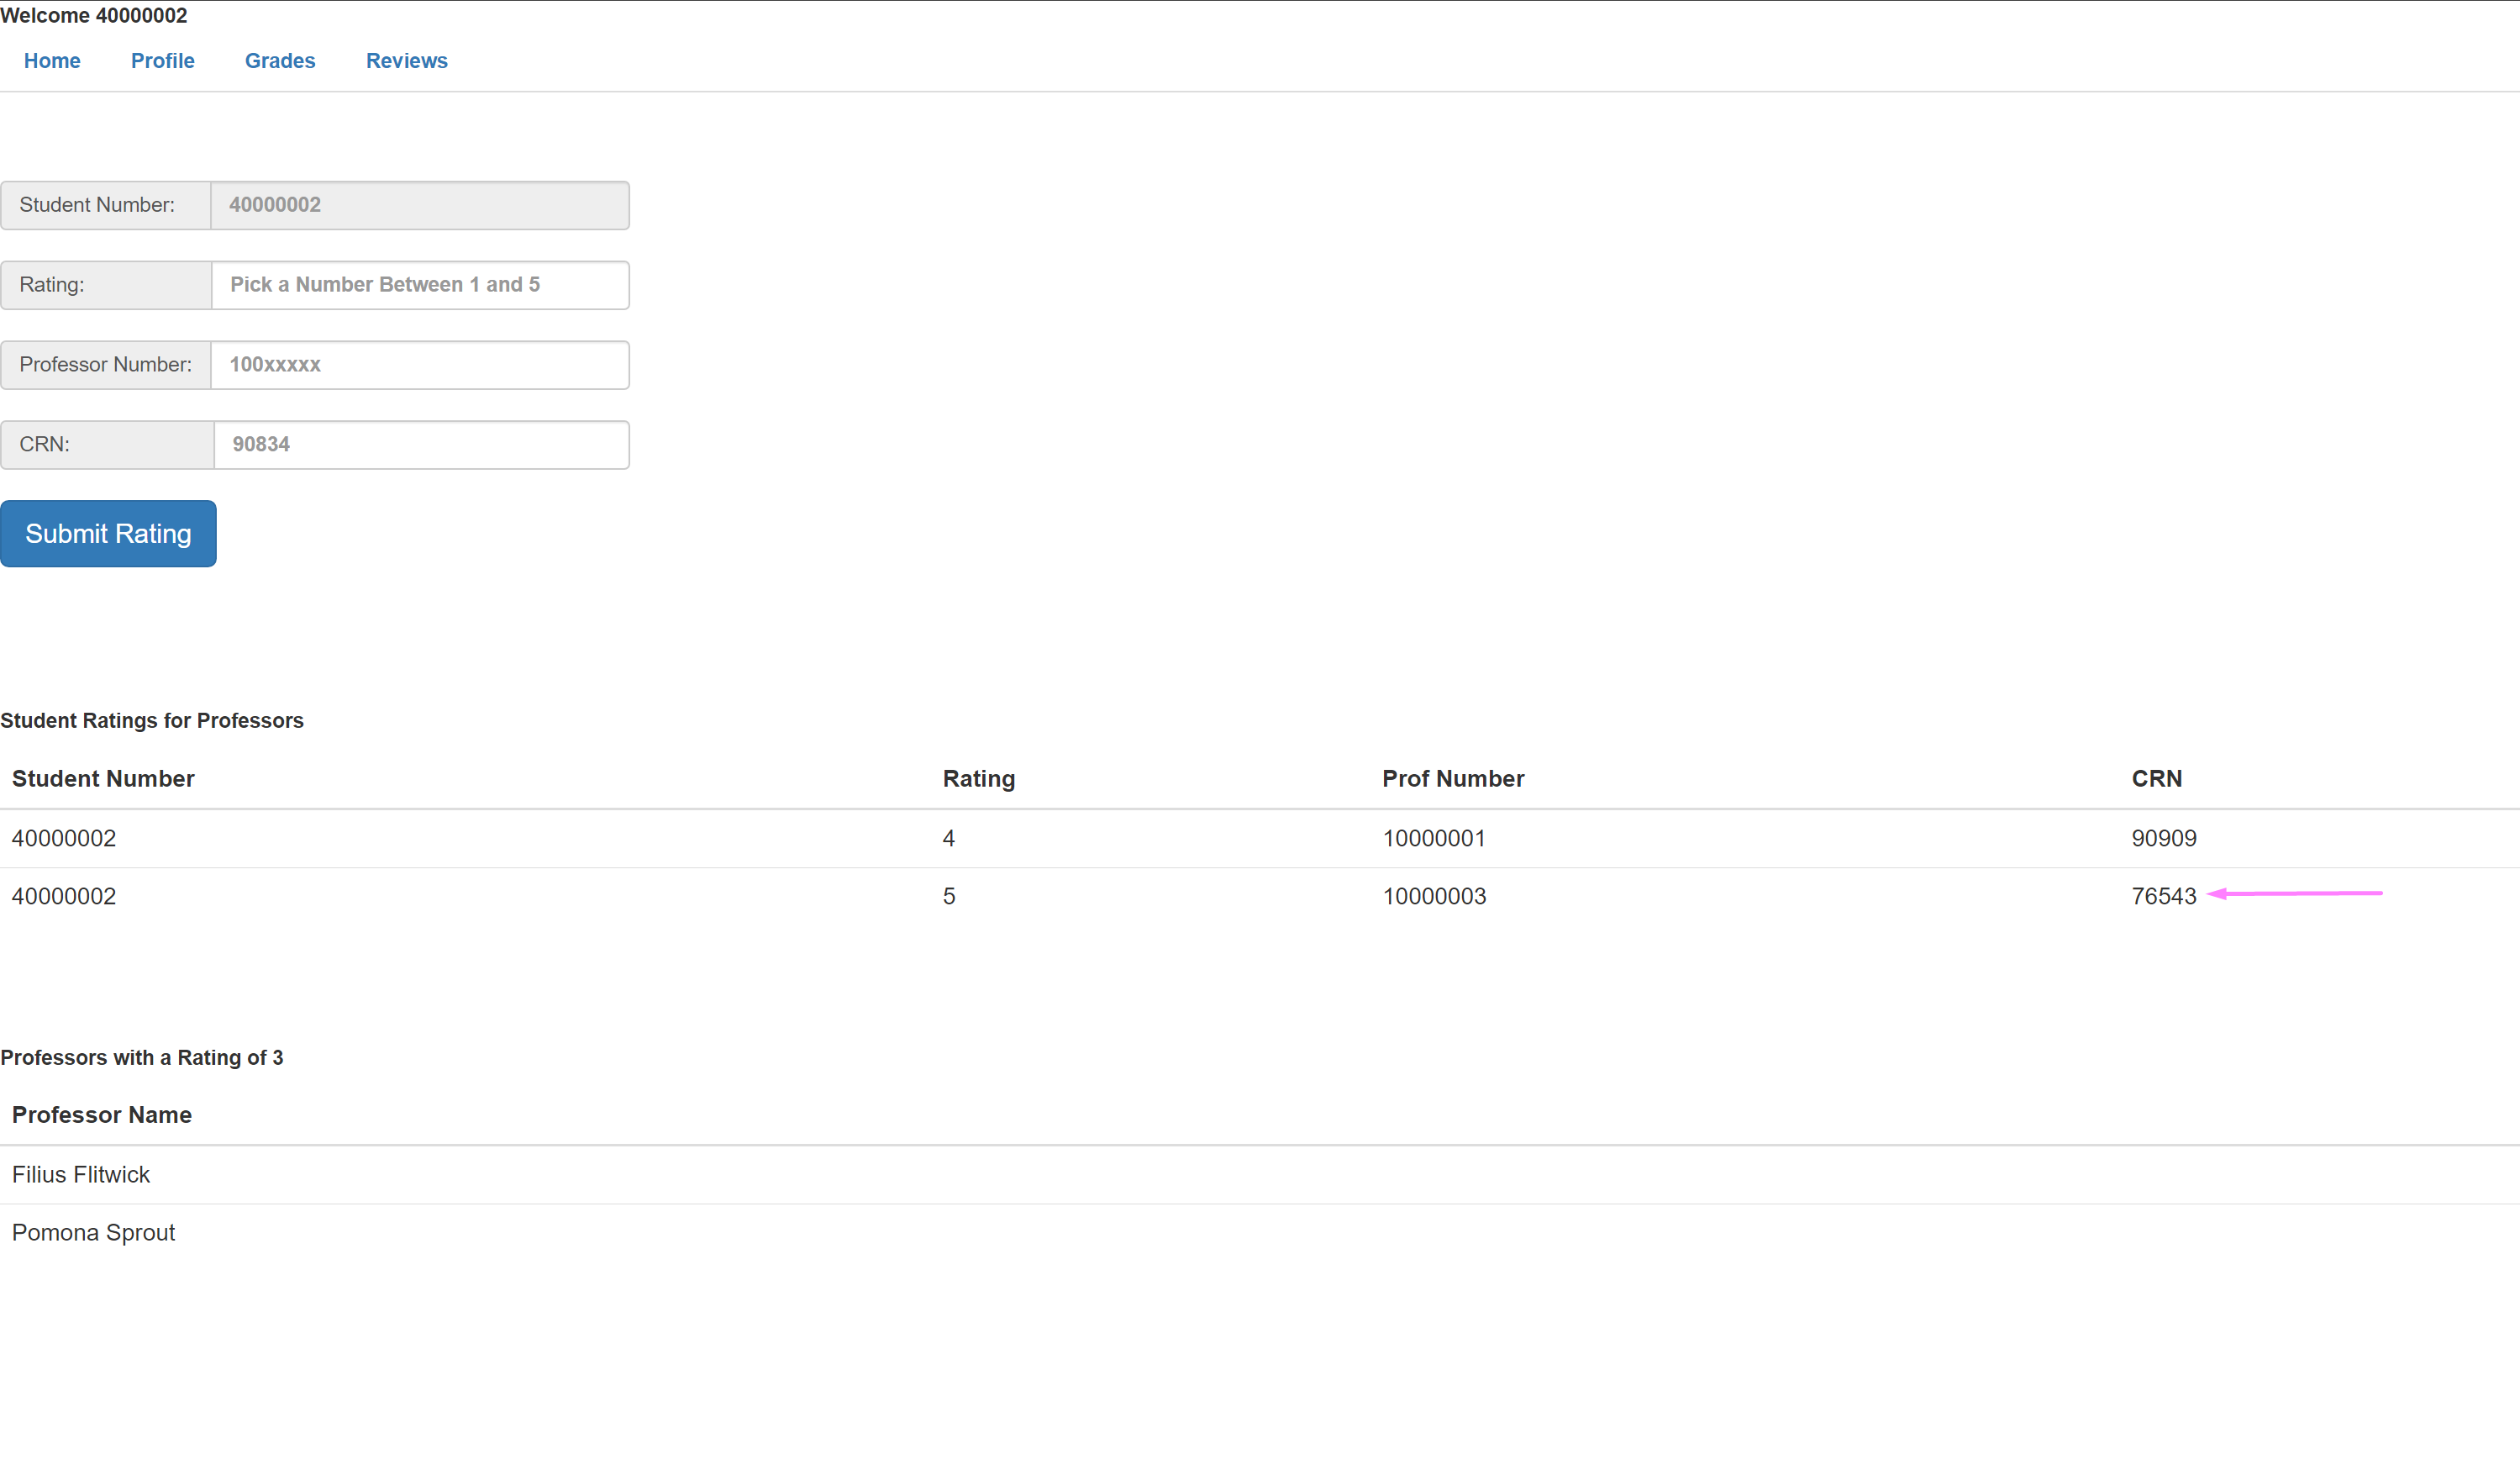 Welcome 40000002
Home Profile Grades Reviews
Student Number: 40000002
Rating: Pick a Number Between 1 and 5
Professor Number: 100xxxxx
CRN: 90834
Submit Rating
Student Ratings for Professors
Student Number Rating Prof Number CRN
40000002 4 10000001 90909
40000002 5 10000003 76543
Professors with a Rating of 3
Professor Name
Filius Flitwick
Pomona Sprout